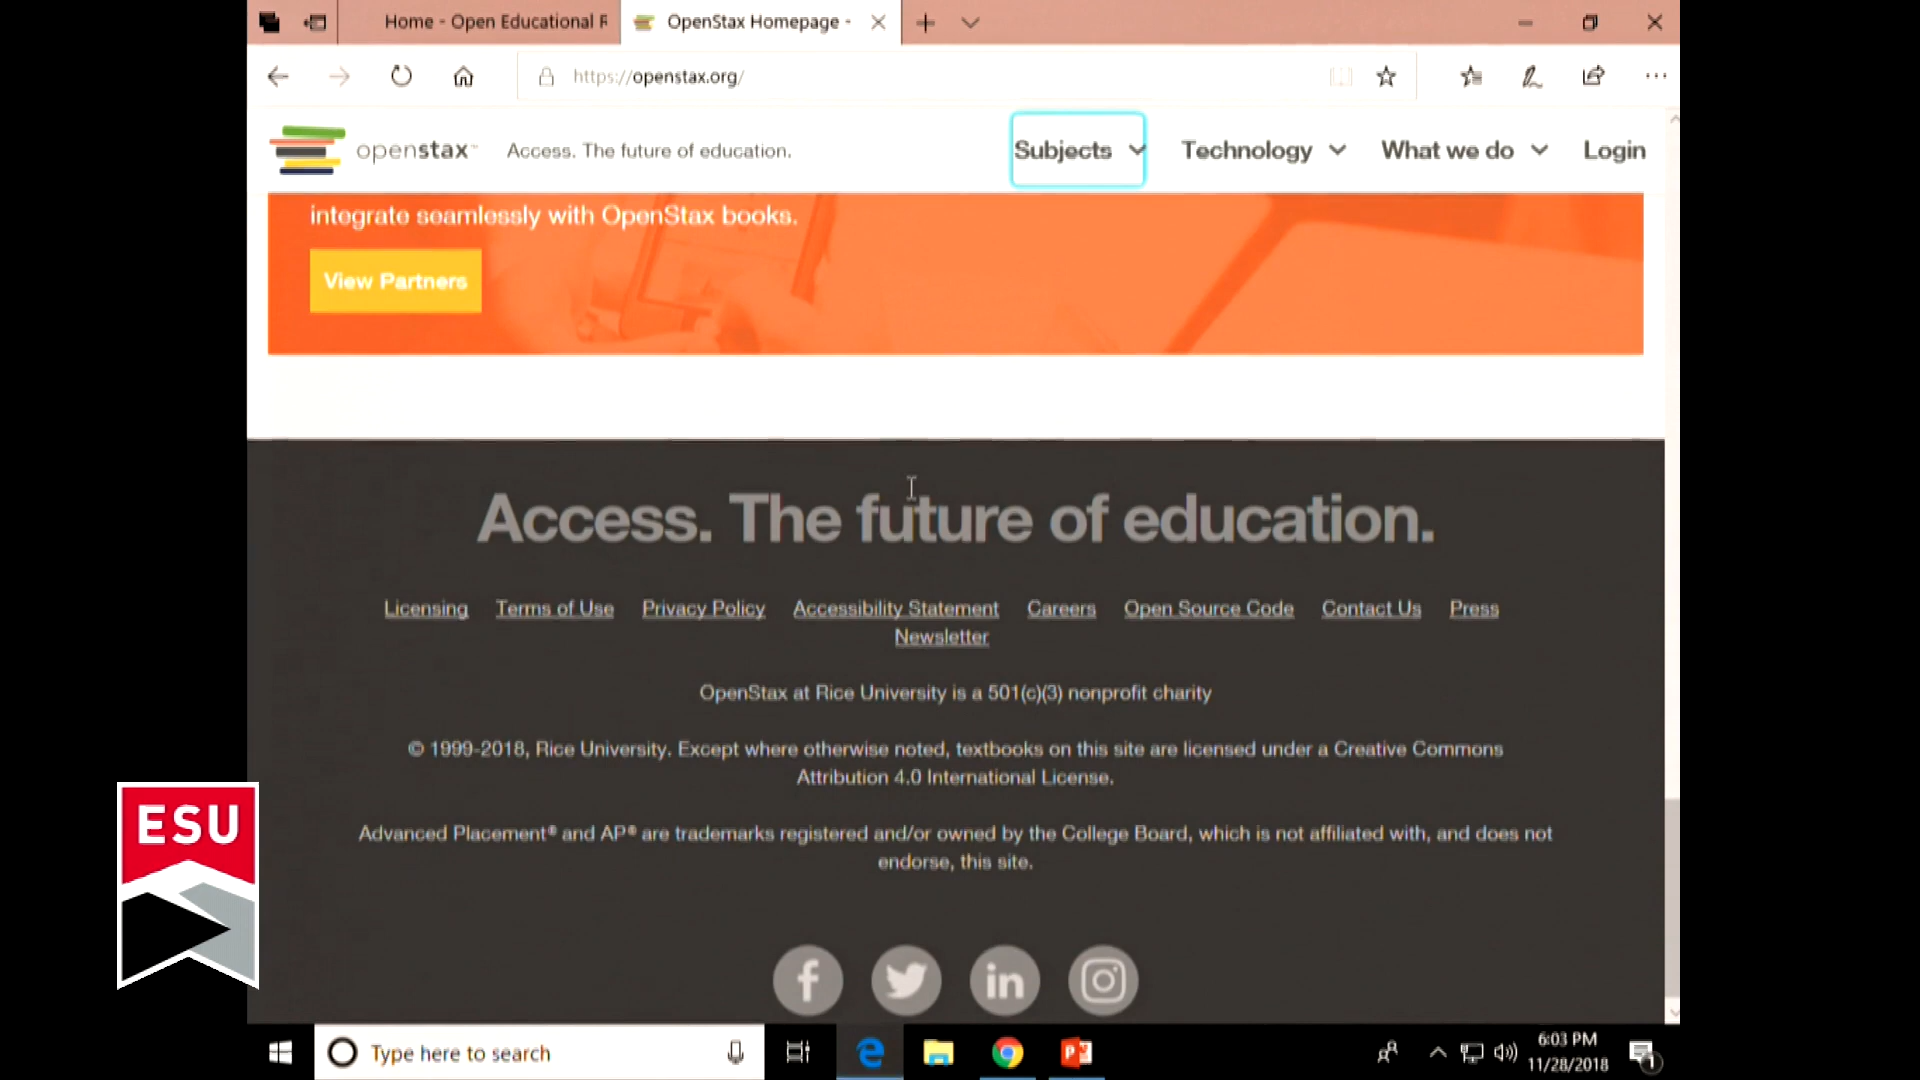 Home - Open Educational R
OpenStax Homepage -
https://openstax.org/
openstax™ Access. The future of education.
Subjects Technology What we do Login
integrate seamlessly with OpenStax books.
View Partners
Access. The future of education.
Licensing Terms of Use Privacy Policy Accessibility Statement Careers Open Source Code Contact Us Press
Newsletter
OpenStax at Rice University is a 501(c)(3) nonprofit charity
© 1999-2018, Rice University. Except where otherwise noted, textbooks on this site are licensed under a Creative Commons
Attribution 4.0 International License.
Advanced Placement® and AP® are trademarks registered and/or owned by the College Board, which is not affiliated with, and does not
endorse, this site.
ESU
Type here to search
6:03 PM
11/28/2018
1